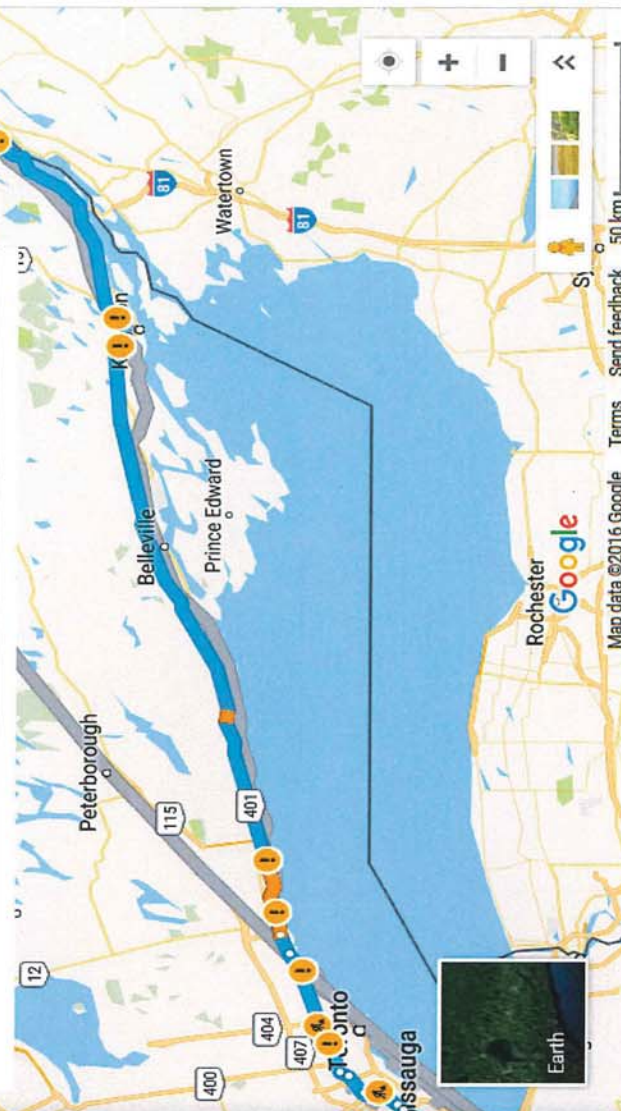 81
Watertown
81
Belleville
Prince Edward
Peterborough
115
401
12
404
407
400
Rochester
Google
Earth
Map data ©2016 Google Terms Send feedback 50 km